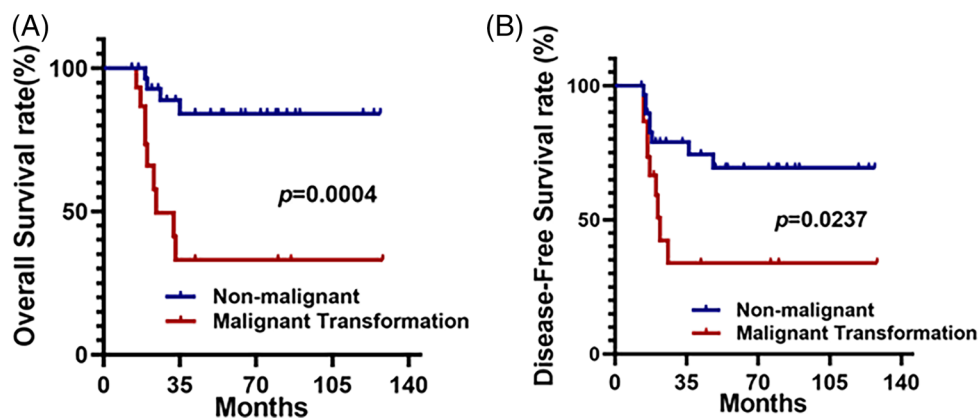 (A)
Overall Survival rate(%)
100
50
0
p=0.0004
Non-malignant
Malignant Transformation
0 35 70 105 140
Months
(B)
Disease-Free Survival rate (%)
100
50
0
p=0.0237
Non-malignant
Malignant Transformation
0 35 70 105 140
Months